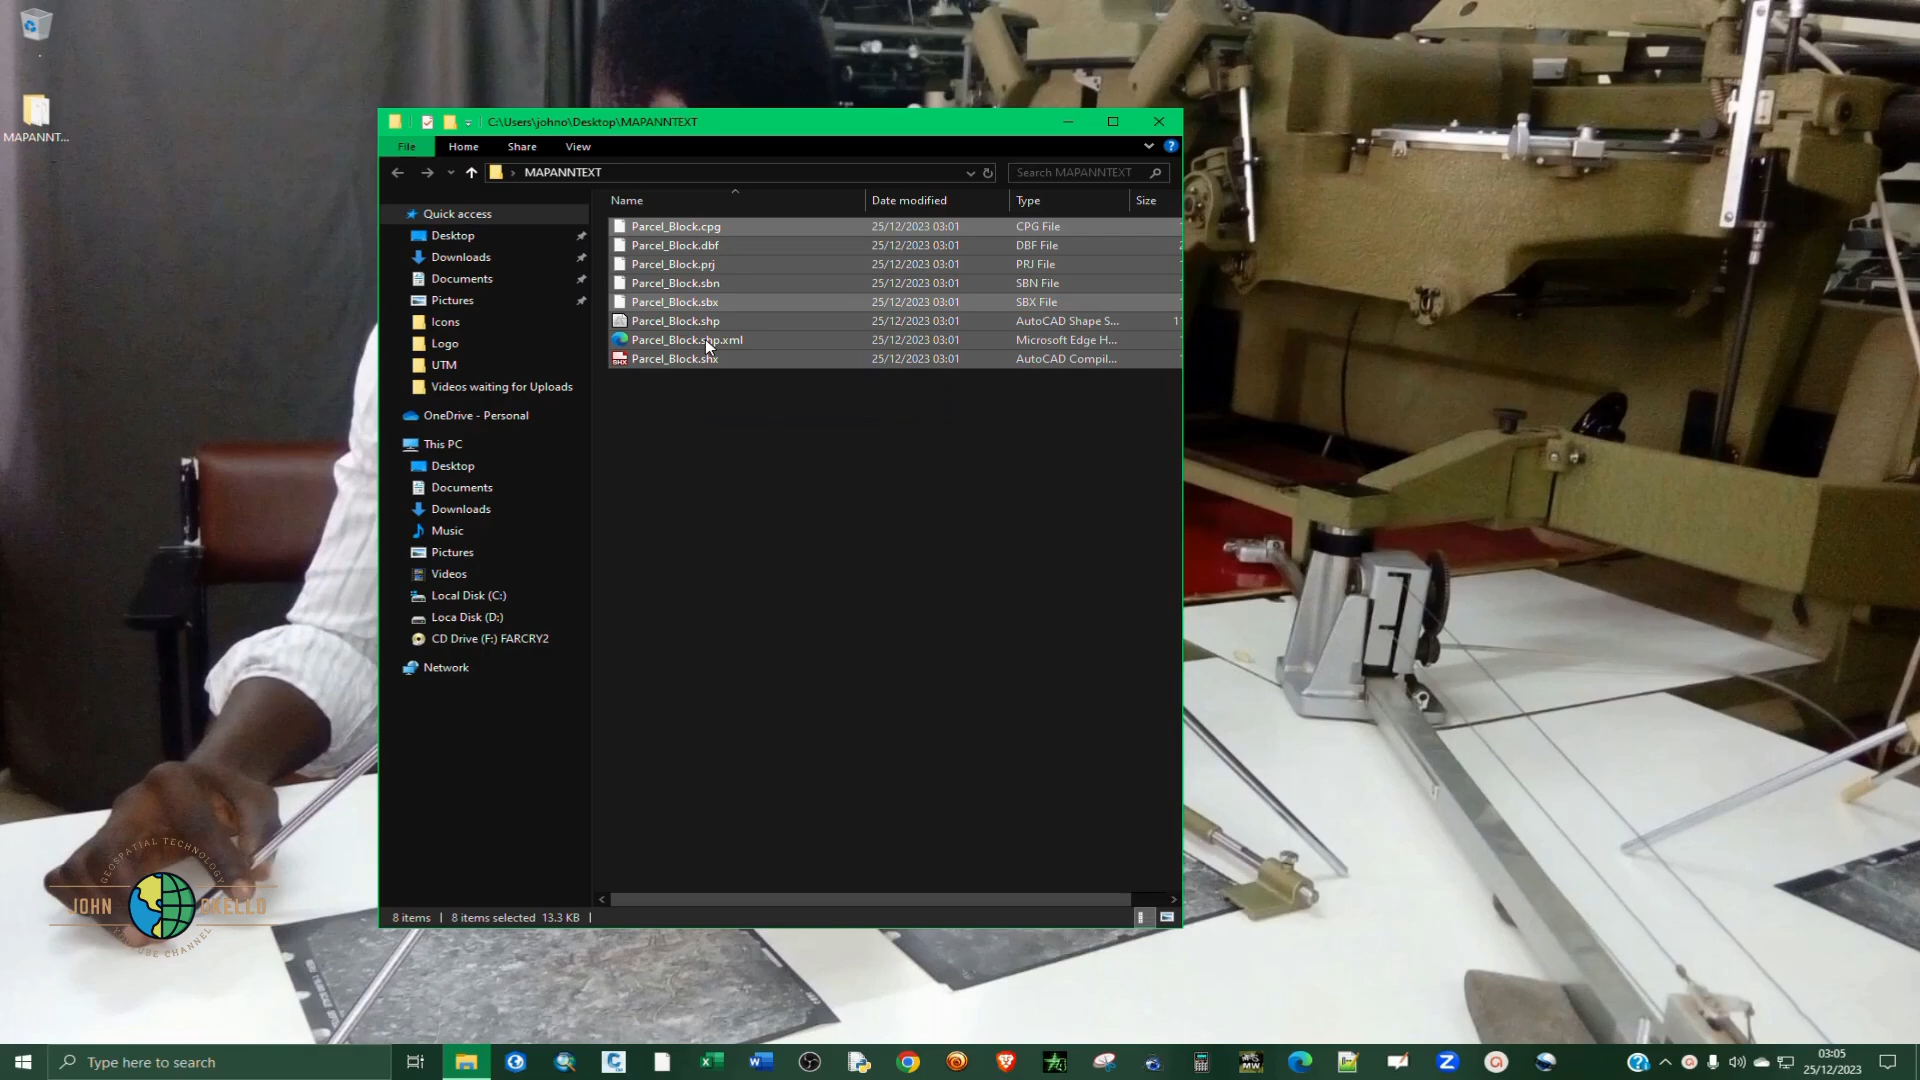 MAPANNT...
C:\Users\johno\Desktop\MAPANNTEXT
File Home Share View
MAPANNTEXT
Search MAPANNTEXT
Name Date modified Type Size
Parcel_Block.cpg 25/12/2023 03:01 CPG File
Parcel_Block.dbf 25/12/2023 03:01 DBF File
Parcel_Block.prj 25/12/2023 03:01 PRJ File
Parcel_Block.sbn 25/12/2023 03:01 SBN File
Parcel_Block.sbx 25/12/2023 03:01 SBX File
Parcel_Block.shp 25/12/2023 03:01 AutoCAD Shape S...
Parcel_Block.shp.xml 25/12/2023 03:01 Microsoft Edge H...
Parcel_Block.shx 25/12/2023 03:01 AutoCAD Compil...
Quick access
Desktop
Downloads
Documents
Pictures
Icons
Logo
UTM
Videos waiting for Uploads
OneDrive - Personal
This PC
Desktop
Documents
Downloads
Music
Pictures
Videos
Local Disk (C:)
Loca Disk (D:)
CD Drive (F:) FARCRY2
Network
8 items 8 items selected 13.3 KB
GEOSPATIAL TECHNOLOGY
JOHN OKELLO
YOUTUBE CHANNEL
Type here to search
03:05
25/12/2023